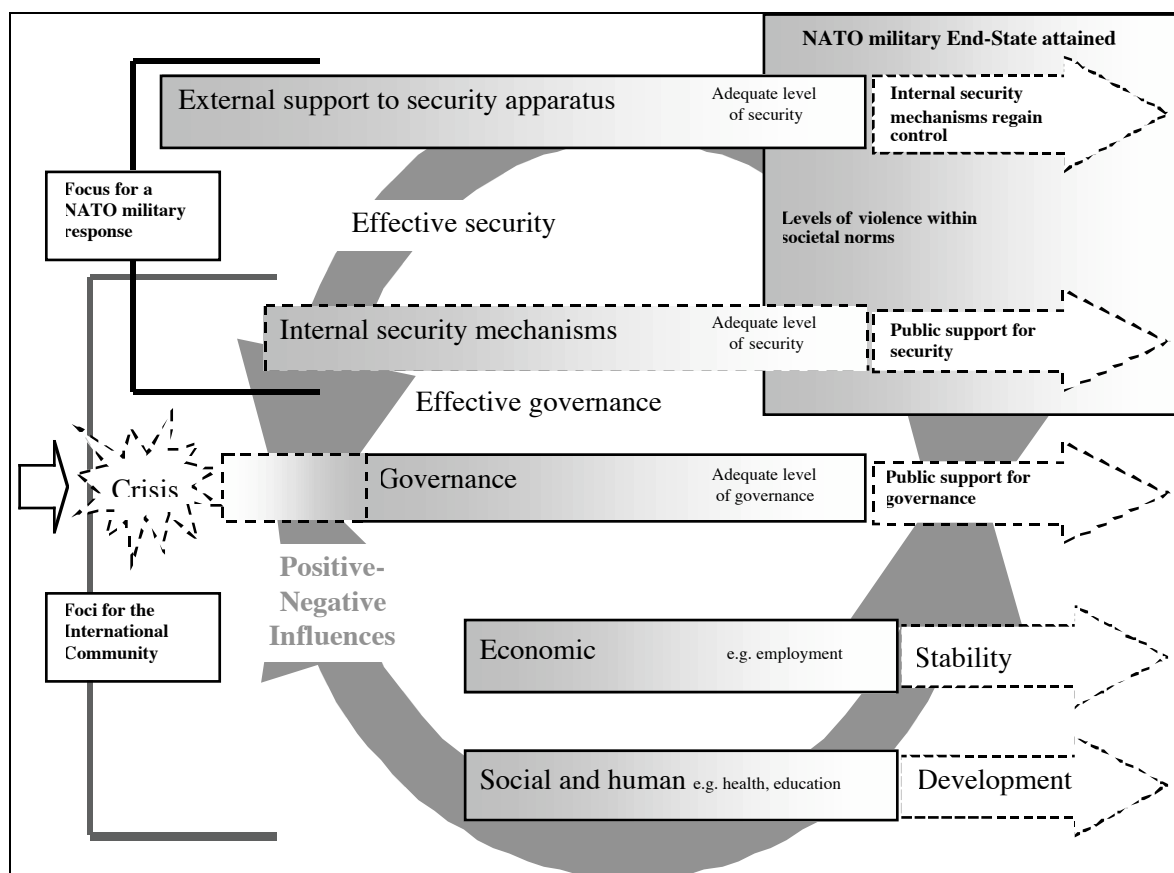 NATO military End-State attained
External support to security apparatus
Adequate level
of security
Internal security
mechanisms regain
control
Focus for a
NATO military
response
Effective security
Levels of violence within
societal norms
Internal security mechanisms
Adequate level
of security
Public support for
security
Effective governance
Crisis
Governance
Adequate level
of governance
Public support for
governance
Positive-
Negative
Influences
Foci for the
International
Community
Economic
e.g. employment
Stability
Social and human e.g. health, education
Development